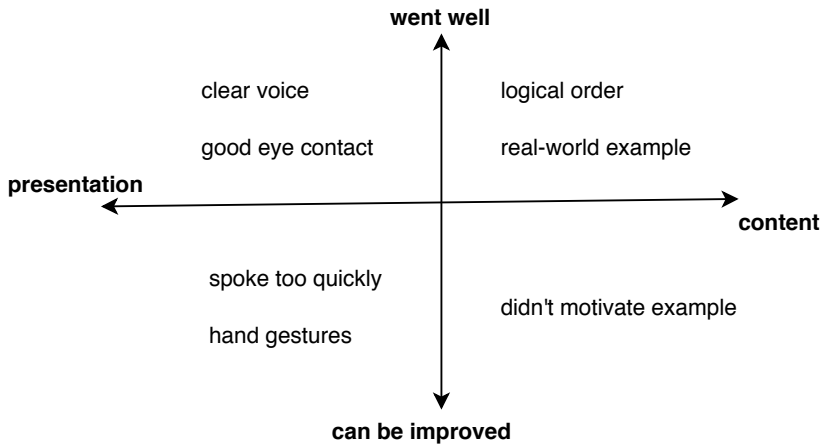 went well
clear voice
logical order
good eye contact
real-world example
presentation
content
spoke too quickly
didn't motivate example
hand gestures
can be improved